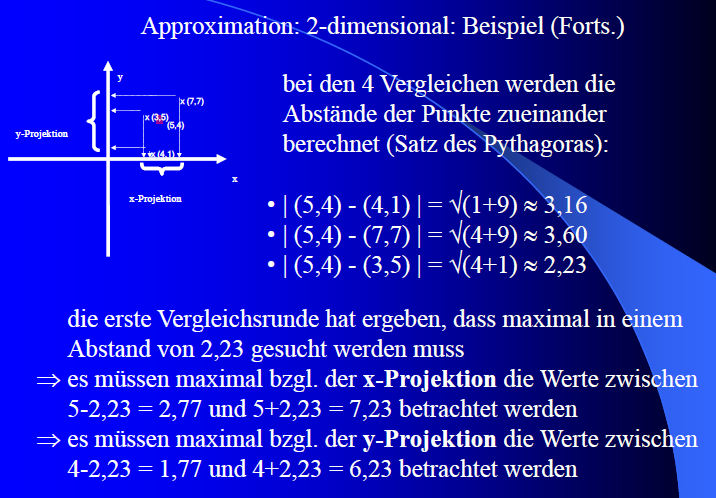 Approximation: 2-dimensional: Beispiel (Forts.)
y
x (7,7)
x (3,5)
(5,4)
y-Projektion
x (4,1)
x
x-Projektion
bei den 4 Vergleichen werden die
Abstände der Punkte zueinander
berechnet (Satz des Pythagoras):
• | (5,4) - (4,1) | = √(1+9) ≈ 3,16
• | (5,4) - (7,7) | = √(4+9) ≈ 3,60
• | (5,4) - (3,5) | = √(4+1) ≈ 2,23
die erste Vergleichsrunde hat ergeben, dass maximal in einem
Abstand von 2,23 gesucht werden muss
⇒ es müssen maximal bzgl. der x-Projektion die Werte zwischen
5-2,23 = 2,77 und 5+2,23 = 7,23 betrachtet werden
⇒ es müssen maximal bzgl. der y-Projektion die Werte zwischen
4-2,23 = 1,77 und 4+2,23 = 6,23 betrachtet werden